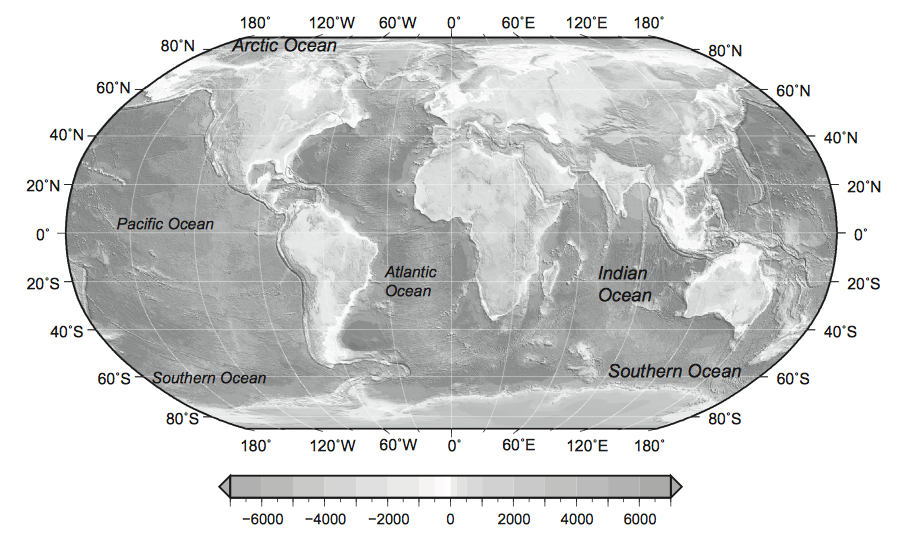 180˚ 120˚W 60˚W 0˚ 60˚E 120˚E 180˚
80˚N Arctic Ocean 80˚N
60˚N 60˚N
40˚N 40˚N
20˚N 20˚N
Pacific Ocean
0˚ 0˚
Atlantic
Ocean
Indian
Ocean
20˚S 20˚S
40˚S 40˚S
Southern Ocean
60˚S Southern Ocean 60˚S
80˚S 80˚S
180˚ 120˚W 60˚W 0˚ 60˚E 120˚E 180˚
−6000 −4000 −2000 0 2000 4000 6000